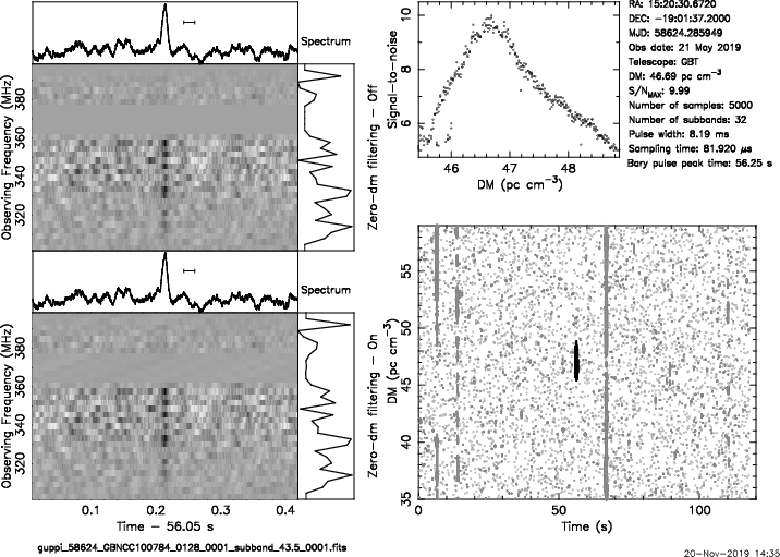 RA: 15:20:30.6720
DEC: -19:01:37.2000
MJD: 58624.285949
Obs date: 21 May 2019
Telescope: GBT
DM: 46.69 pc cm⁻³
S/N_MAX: 9.99
Number of samples: 5000
Number of subbands: 32
Pulse width: 8.19 ms
Sampling time: 81.920 μs
Bary pulse peak time: 56.25 s
Spectrum
Observing Frequency (MHz)
380
360
340
320
Zero-dm filtering - Off
Spectrum
Observing Frequency (MHz)
380
360
340
320
Zero-dm filtering - On
0.1 0.2 0.3 0.4
Time - 56.05 s
guppi_58624_GBNCC100784_0128_0001_subband_43.5_0001.fits
Signal-to-noise
10
8
6
46 47 48
DM (pc cm⁻³)
DM (pc cm⁻³)
55
50
45
40
35
0 50 100
Time (s)
20-Nov-2019 14:35